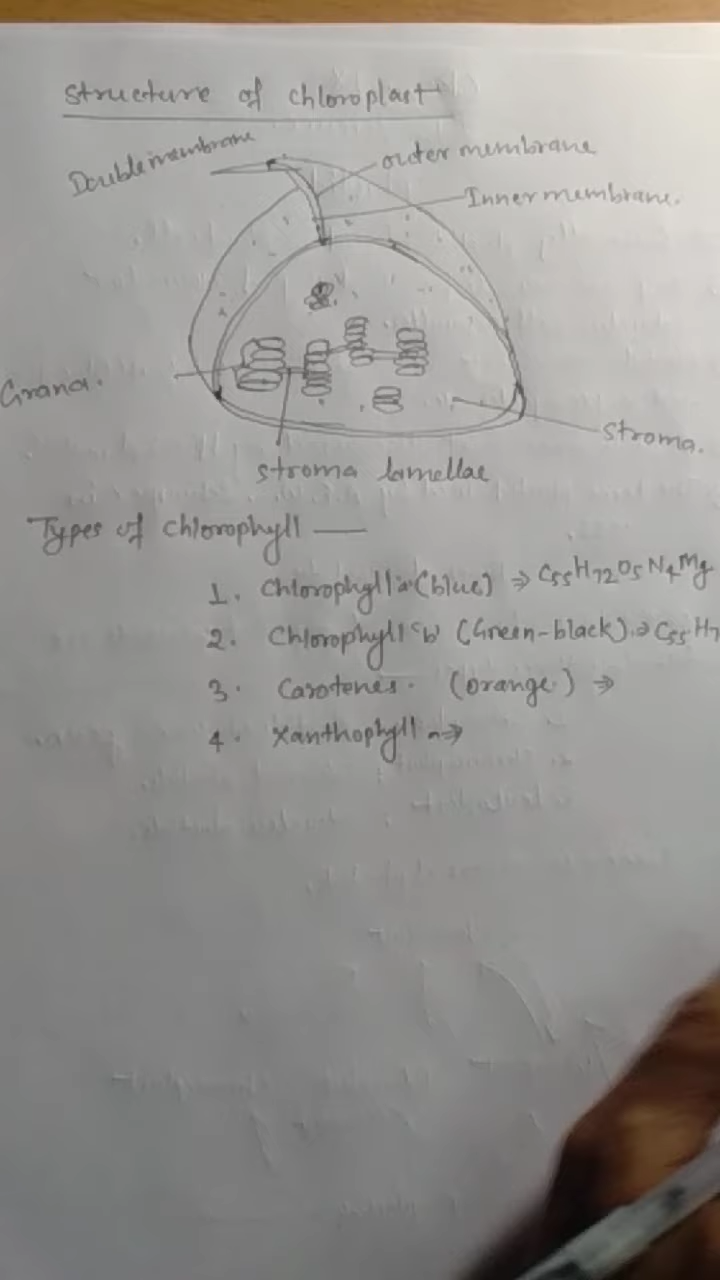 Structure of chloroplast
Double membrane
outer membrane
Inner membrane.
Grana.
stroma.
stroma lamellae
Types of chlorophyll —
1. Chlorophyll 'a' (blue) ⇒ C55H72O5N4Mg
2. Chlorophyll 'b' (Green-black). ⇒ C55H7
3. Carotenes. (orange.) ⇒
4. Xanthophyll ⇒